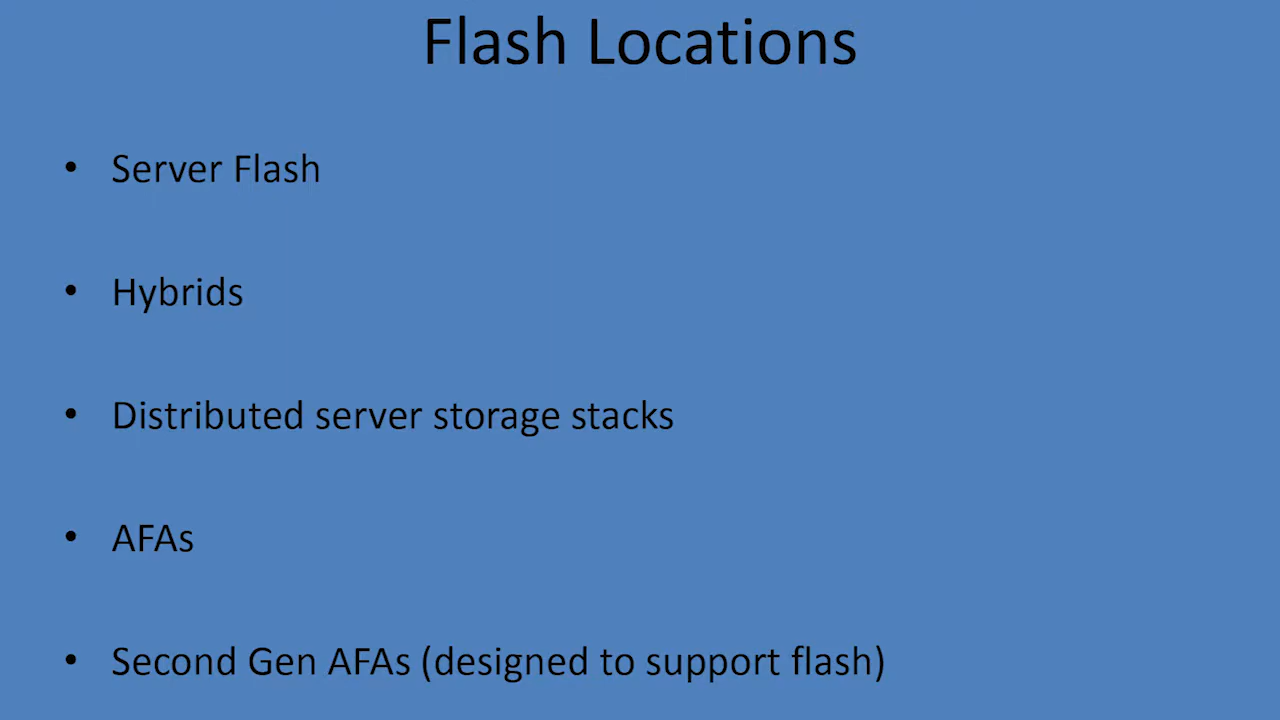 Flash Locations
• Server Flash
• Hybrids
• Distributed server storage stacks
• AFAs
• Second Gen AFAs (designed to support flash)